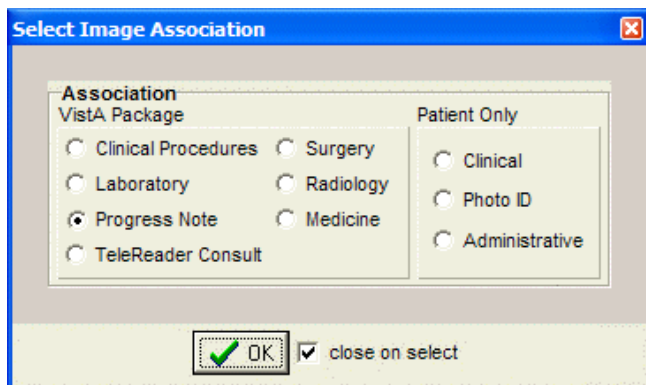 Select Image Association
Association
VistA Package
Patient Only
Clinical Procedures
Surgery
Laboratory
Radiology
Progress Note
Medicine
TeleReader Consult
Clinical
Photo ID
Administrative
OK
close on select